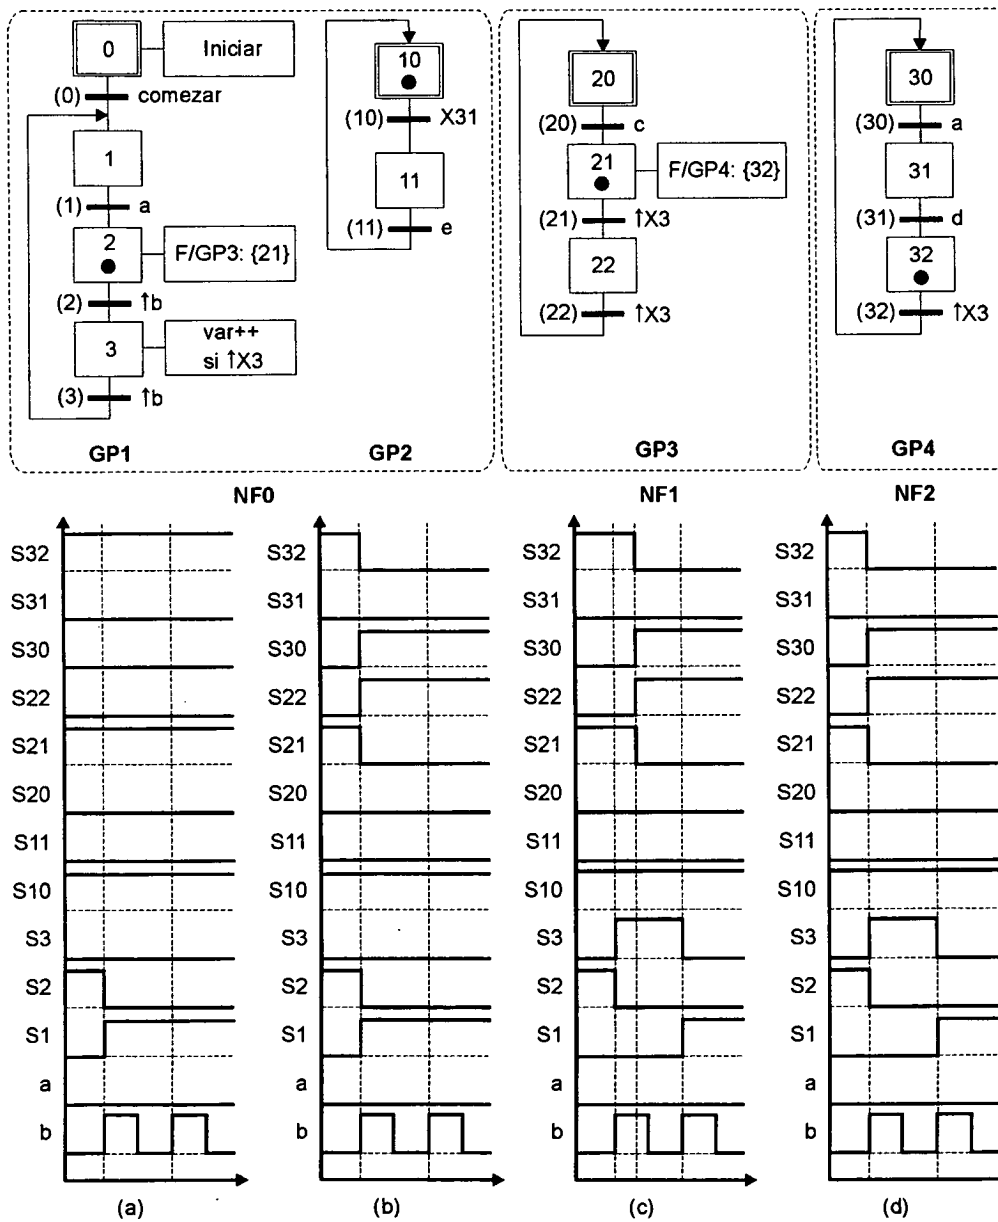 0
Iniciar
(0) comezar
1
(1) a
2
F/GP3: {21}
(2) ↑b
3
var++
si ↑X3
(3) ↑b
GP1
10
(10) X31
11
(11) e
GP2
NF0
20
(20) c
21
F/GP4: {32}
(21) ↑X3
22
(22) ↑X3
GP3
NF1
30
(30) a
31
(31) d
32
(32) ↑X3
GP4
NF2
S32
S31
S30
S22
S21
S20
S11
S10
S3
S2
S1
a
b
(a)
S32
S31
S30
S22
S21
S20
S11
S10
S3
S2
S1
a
b
(b)
S32
S31
S30
S22
S21
S20
S11
S10
S3
S2
S1
a
b
(c)
S32
S31
S30
S22
S21
S20
S11
S10
S3
S2
S1
a
b
(d)